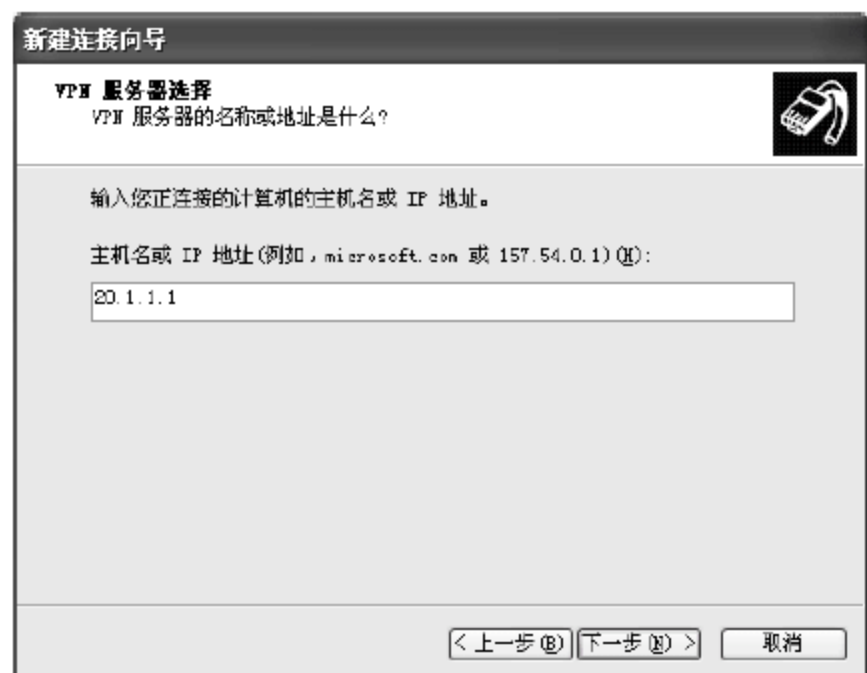 新建连接向导
VPN 服务器选择
VPN 服务器的名称或地址是什么?
输入您正连接的计算机的主机名或 IP 地址。
主机名或 IP 地址(例如,microsoft.com 或 157.54.0.1)(H):
20.1.1.1
< 上一步(B) 下一步(N) > 取消